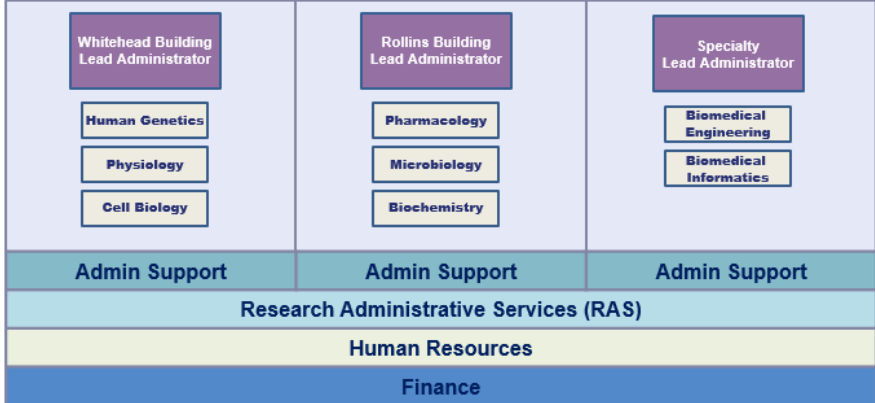 Whitehead Building
Lead Administrator
Human Genetics
Physiology
Cell Biology
Rollins Building
Lead Administrator
Pharmacology
Microbiology
Biochemistry
Specialty
Lead Administrator
Biomedical
Engineering
Biomedical
Informatics
Admin Support
Admin Support
Admin Support
Research Administrative Services (RAS)
Human Resources
Finance